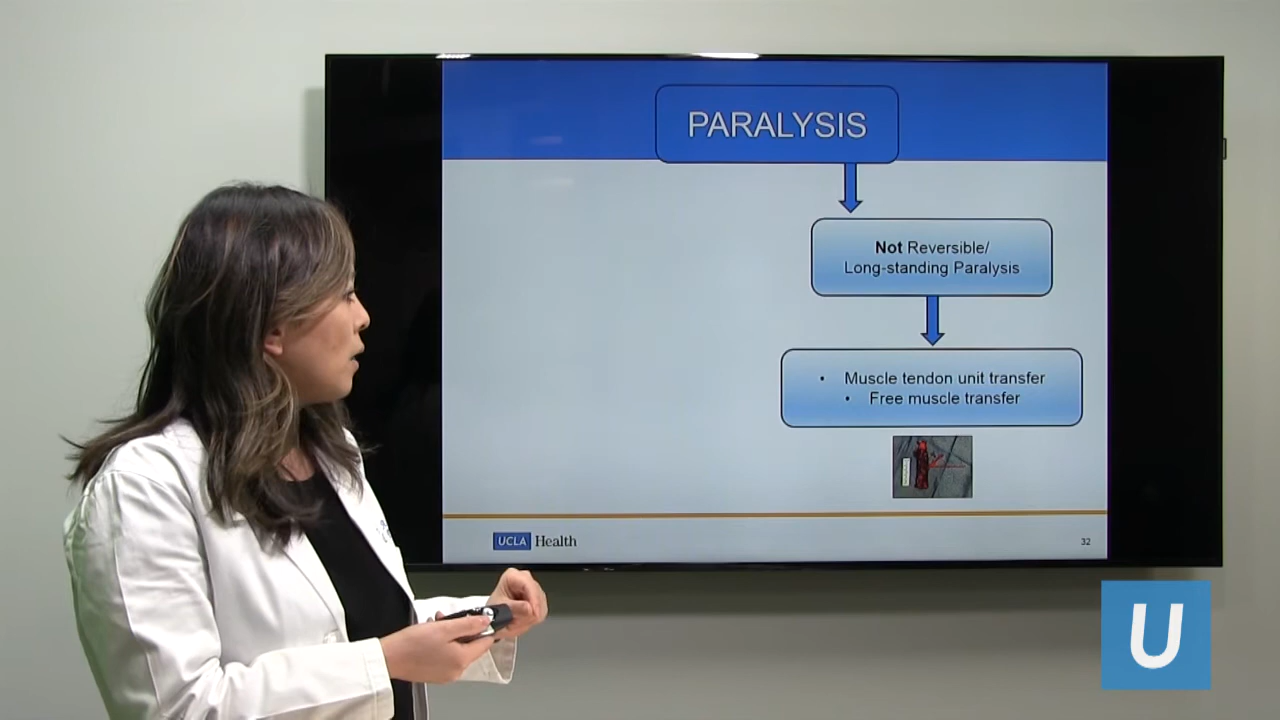 PARALYSIS
Not Reversible/
Long-standing Paralysis
• Muscle tendon unit transfer
• Free muscle transfer
UCLA Health
32
U